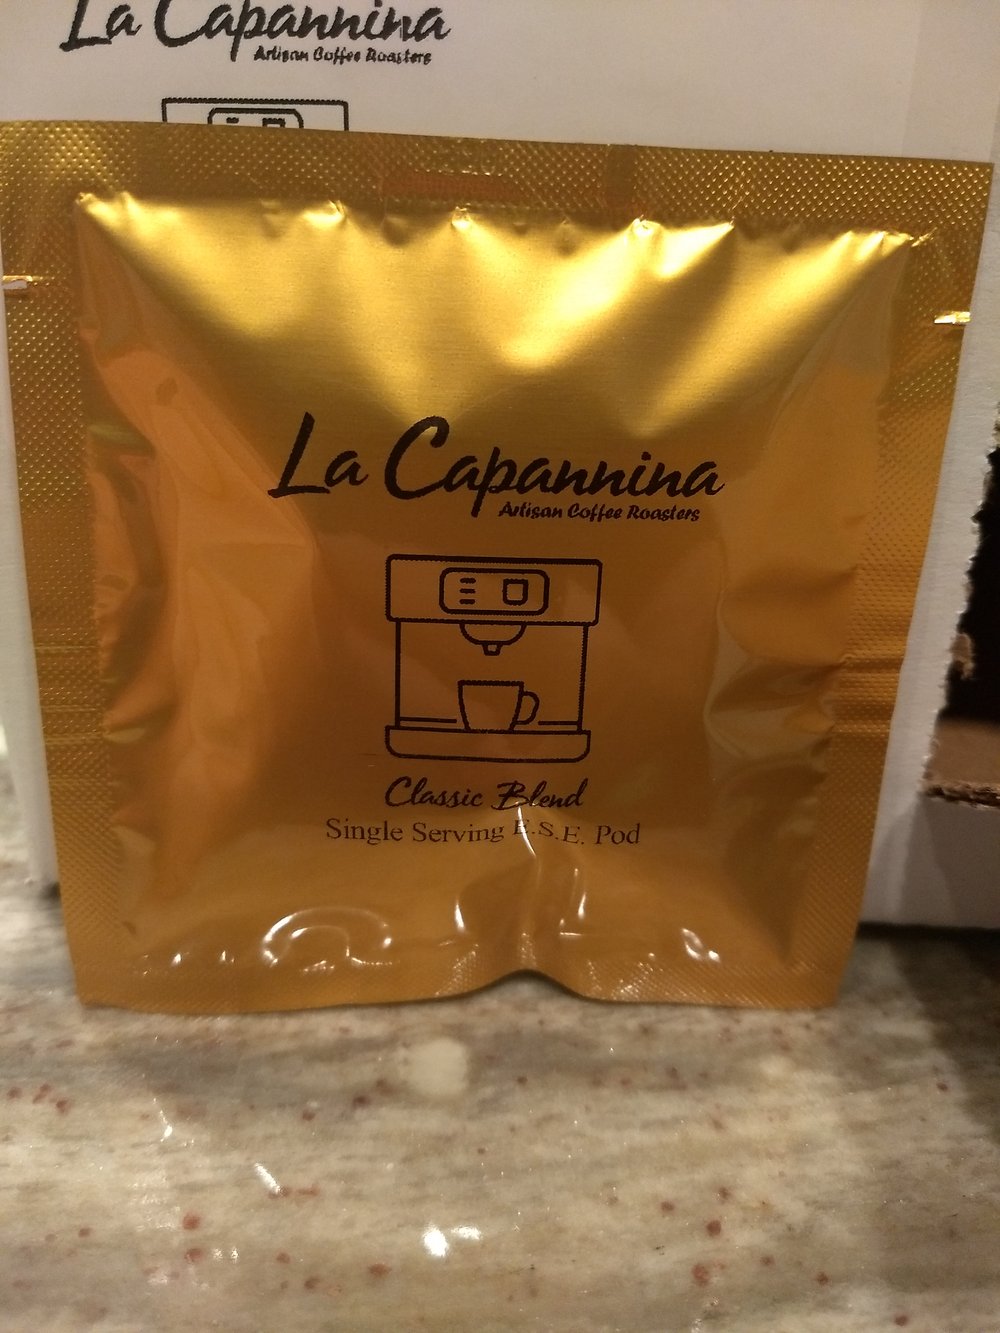 La Capannina
Artisan Coffee Roasters
La Capannina
Artisan Coffee Roasters
Classic Blend
Single Serving E.S.E. Pod